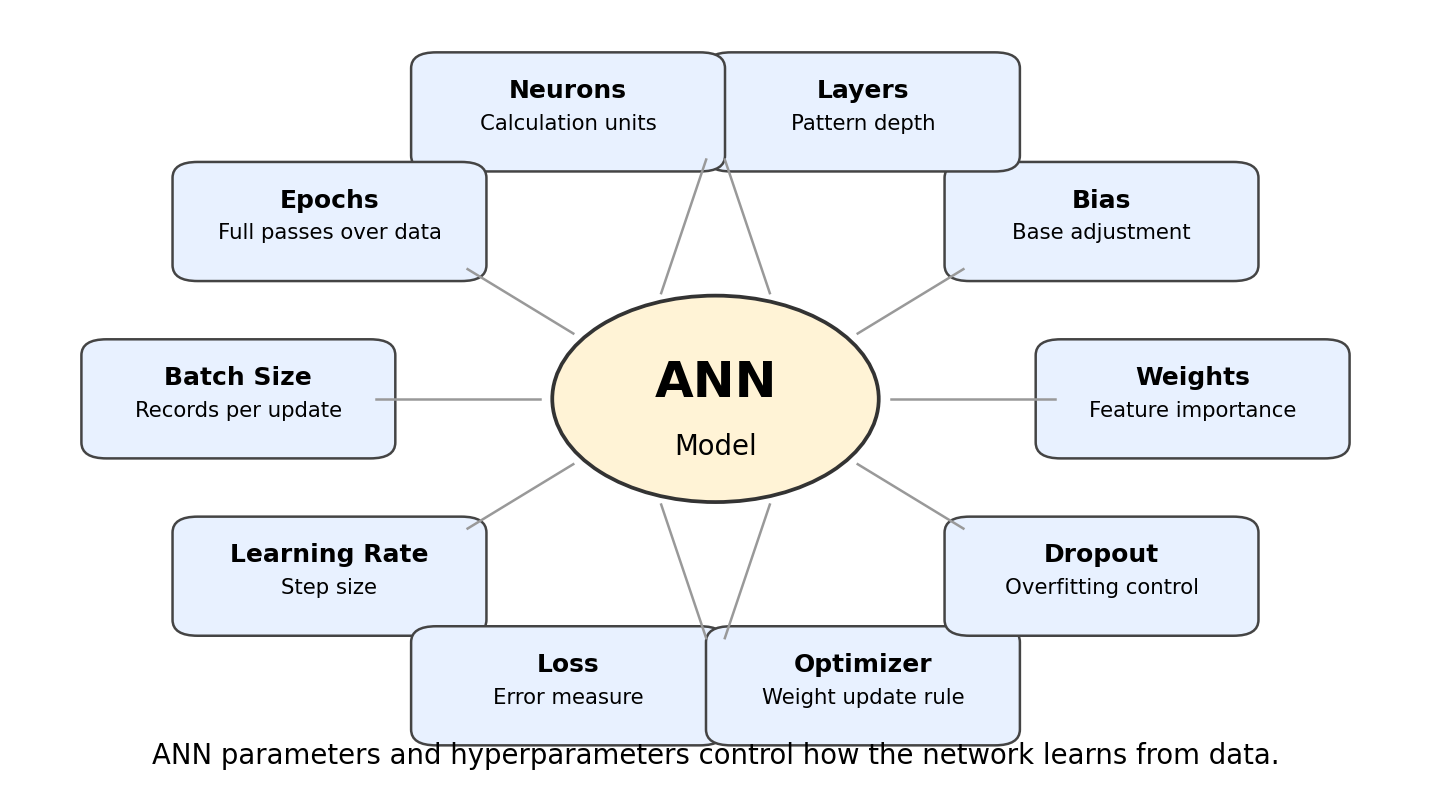 Neurons
Calculation units
Layers
Pattern depth
Epochs
Full passes over data
Bias
Base adjustment
Batch Size
Records per update
ANN
Model
Weights
Feature importance
Learning Rate
Step size
Dropout
Overfitting control
Loss
Error measure
Optimizer
Weight update rule
ANN parameters and hyperparameters control how the network learns from data.